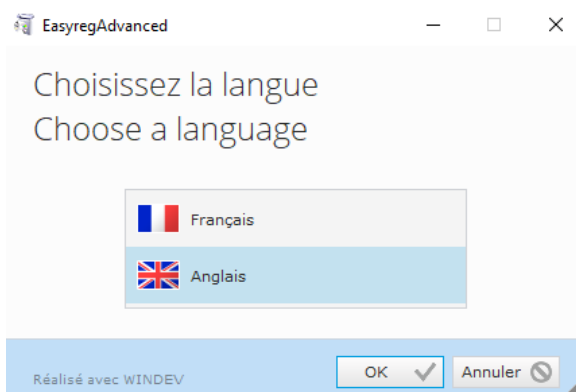 EasyregAdvanced
Choisissez la langue
Choose a language
Français
Anglais
Réalisé avec WINDEV
OK
Annuler